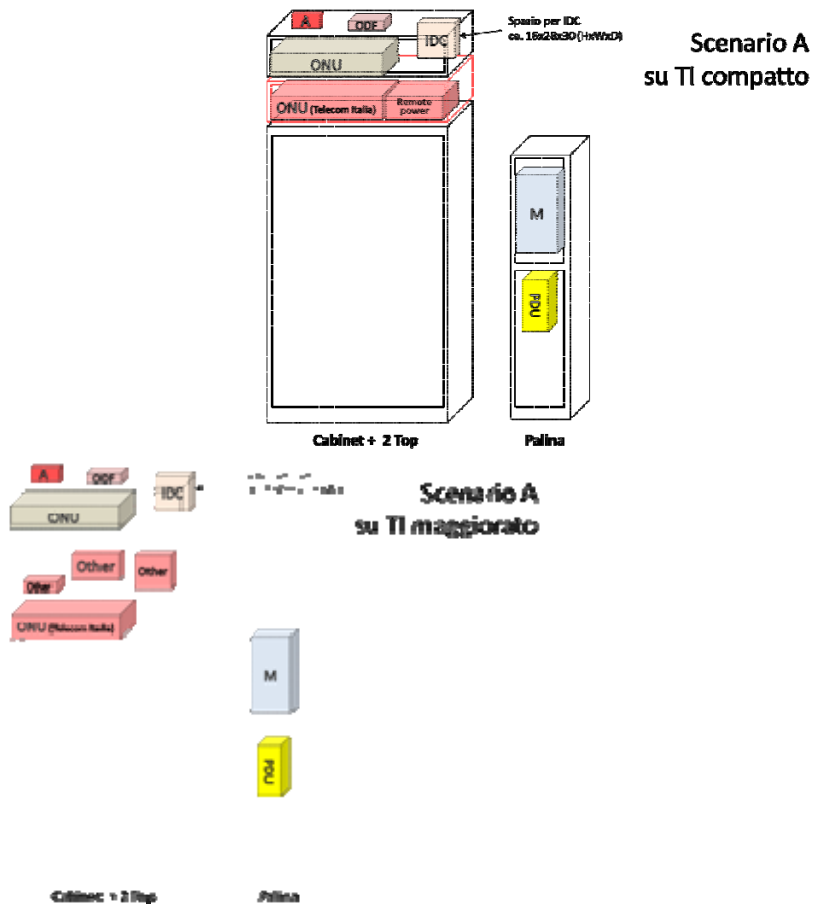 A
ODF
IDC
ONU
Spazio per IDC
ca. 16x28x30 (HxWxD)
Scenario A
su TI compatto
ONU (Telecom Italia)
Remote
power
M
PDU
Cabinet + 2 Top
Palina
A
ODF
IDC
ONU
Scenario A
su TI maggiorato
Other
Other
Other
ONU (Telecom Italia)
M
PDU
Cabinet + 2 Top
Palina